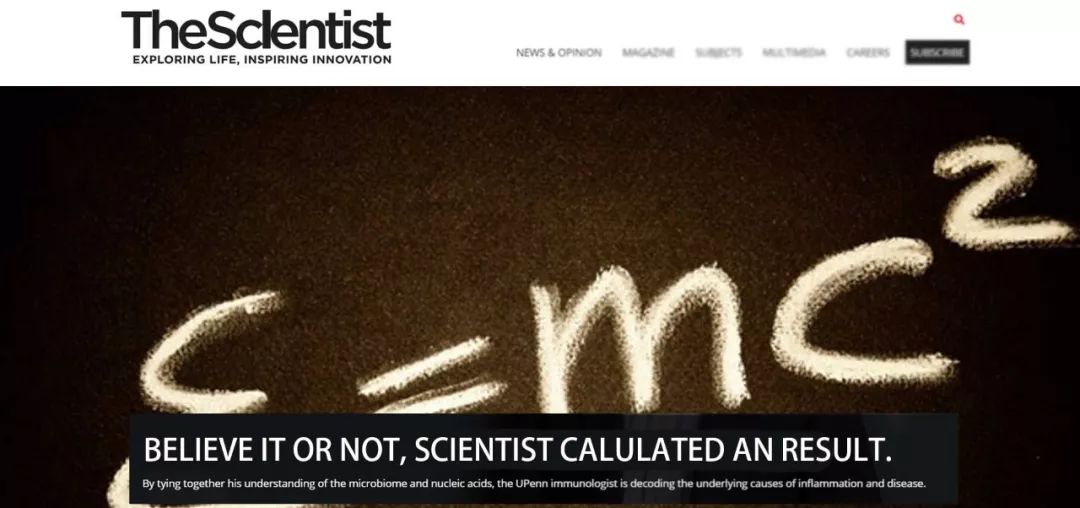 TheScientist
EXPLORING LIFE, INSPIRING INNOVATION
NEWS & OPINION MAGAZINE SUBJECTS MULTIMEDIA CAREERS SUBSCRIBE
ε=mc²
BELIEVE IT OR NOT, SCIENTIST CALULATED AN RESULT.
By tying together his understanding of the microbiome and nucleic acids, the UPenn immunologist is decoding the underlying causes of inflammation and disease.